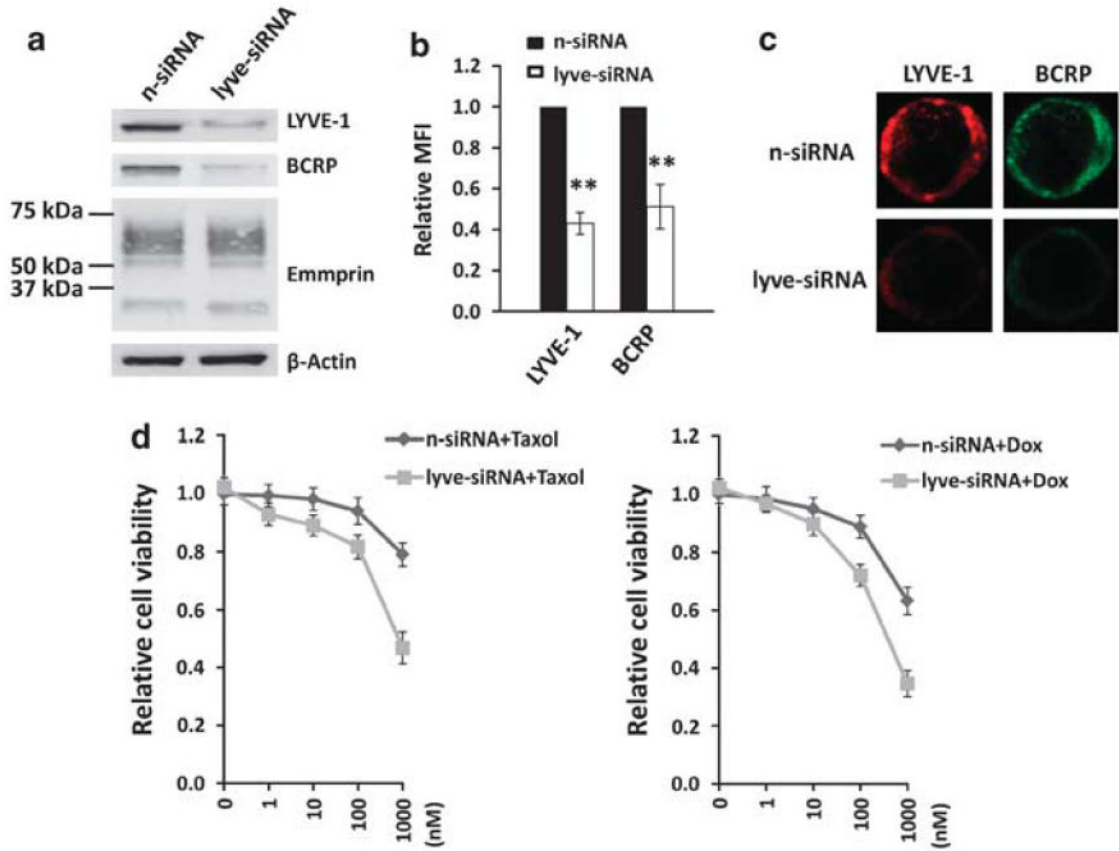 a
n-siRNA
lyve-siRNA
LYVE-1
BCRP
75 kDa
50 kDa
37 kDa
Emmprin
β-Actin
b
n-siRNA
lyve-siRNA
Relative MFI
1.2
1.0
0.8
0.6
0.4
0.2
0.0
**
**
LYVE-1
BCRP
c
LYVE-1
BCRP
n-siRNA
lyve-siRNA
d
n-siRNA+Taxol
lyve-siRNA+Taxol
Relative cell viability
1.2
1.0
0.8
0.6
0.4
0.2
0.0
0
1
10
100
1000
(nM)
n-siRNA+Dox
lyve-siRNA+Dox
Relative cell viability
1.2
1.0
0.8
0.6
0.4
0.2
0.0
0
1
10
100
1000
(nM)